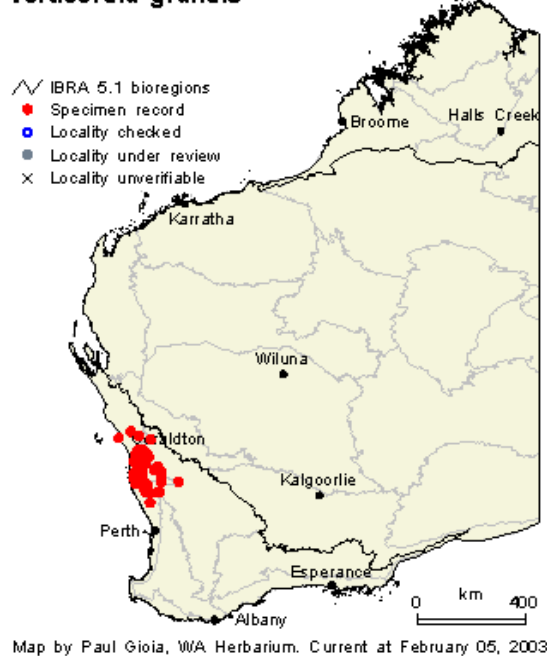 IBRA 5.1 bioregions
Specimen record
Locality checked
Locality under review
Locality unverifiable
Broome
Halls Creek
Karratha
Wiluna
raldton
Kalgoorlie
Perth
Esperance
Albany
km
0 400
Map by Paul Gioia, WA Herbarium. Current at February 05, 2003